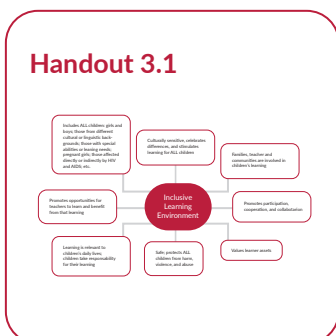 Handout 3.1
Includes ALL children: girls and
boys; those from different
cultural or linguistic back-
grounds; those with special
abilities or leaning needs;
pregnant girls; those affected
directly or indirectly by HIV
and AIDS; etc.
Culturally sensitive, celebrates
differences, and stimulates
learning for ALL children
Families, teacher and
communities are involved in
children's learning
Promotes opportunities for
teachers to learn and benefit
from that learning
Inclusive
Learning
Environment
Promotes participation,
cooperation, and collaboration
Learning is relevant to
children's daily lives;
children take responsibility
for their learning
Safe; protects ALL
children from harm,
violence, and abuse
Values learner assets